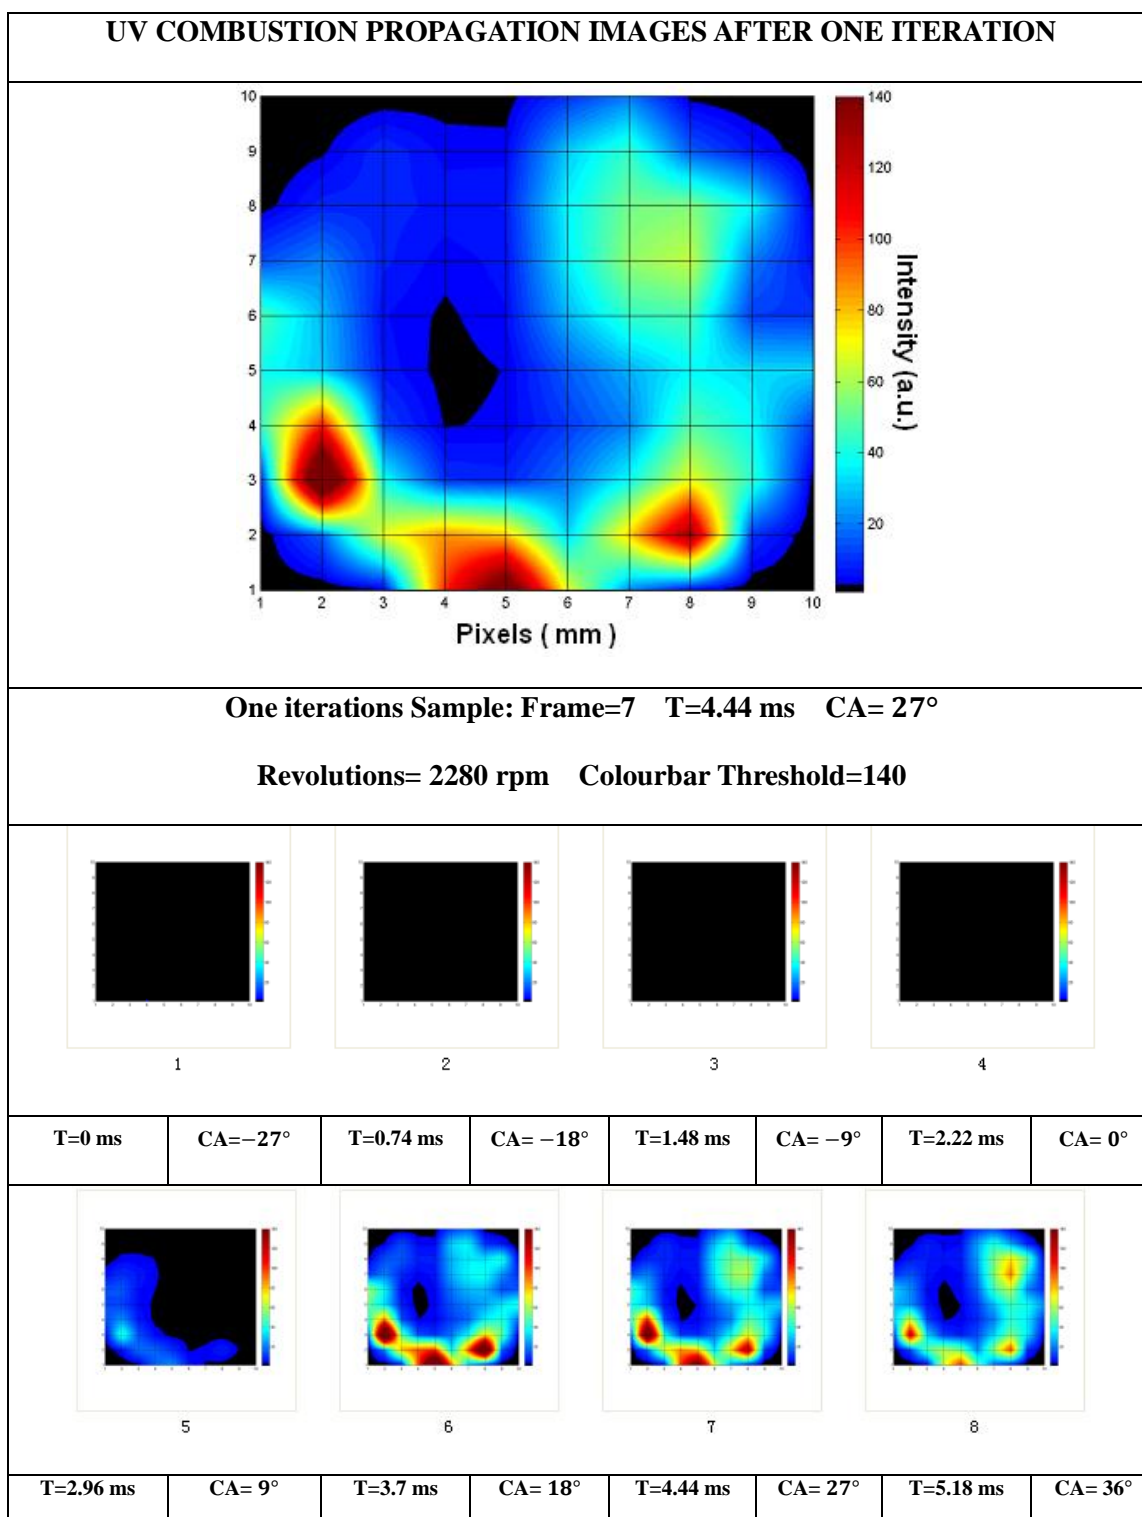 UV COMBUSTION PROPAGATION IMAGES AFTER ONE ITERATION
10
9
8
7
6
5
4
3
2
1
1 2 3 4 5 6 7 8 9 10
Pixels ( mm )
140
120
100
80
60
40
20
Intensity (a.u.)
One iterations Sample: Frame=7 T=4.44 ms CA= 27°
Revolutions= 2280 rpm Colourbar Threshold=140
1 2 3 4
T=0 ms CA=−27° T=0.74 ms CA= −18° T=1.48 ms CA= −9° T=2.22 ms CA= 0°
5 6 7 8
T=2.96 ms CA= 9° T=3.7 ms CA= 18° T=4.44 ms CA= 27° T=5.18 ms CA= 36°